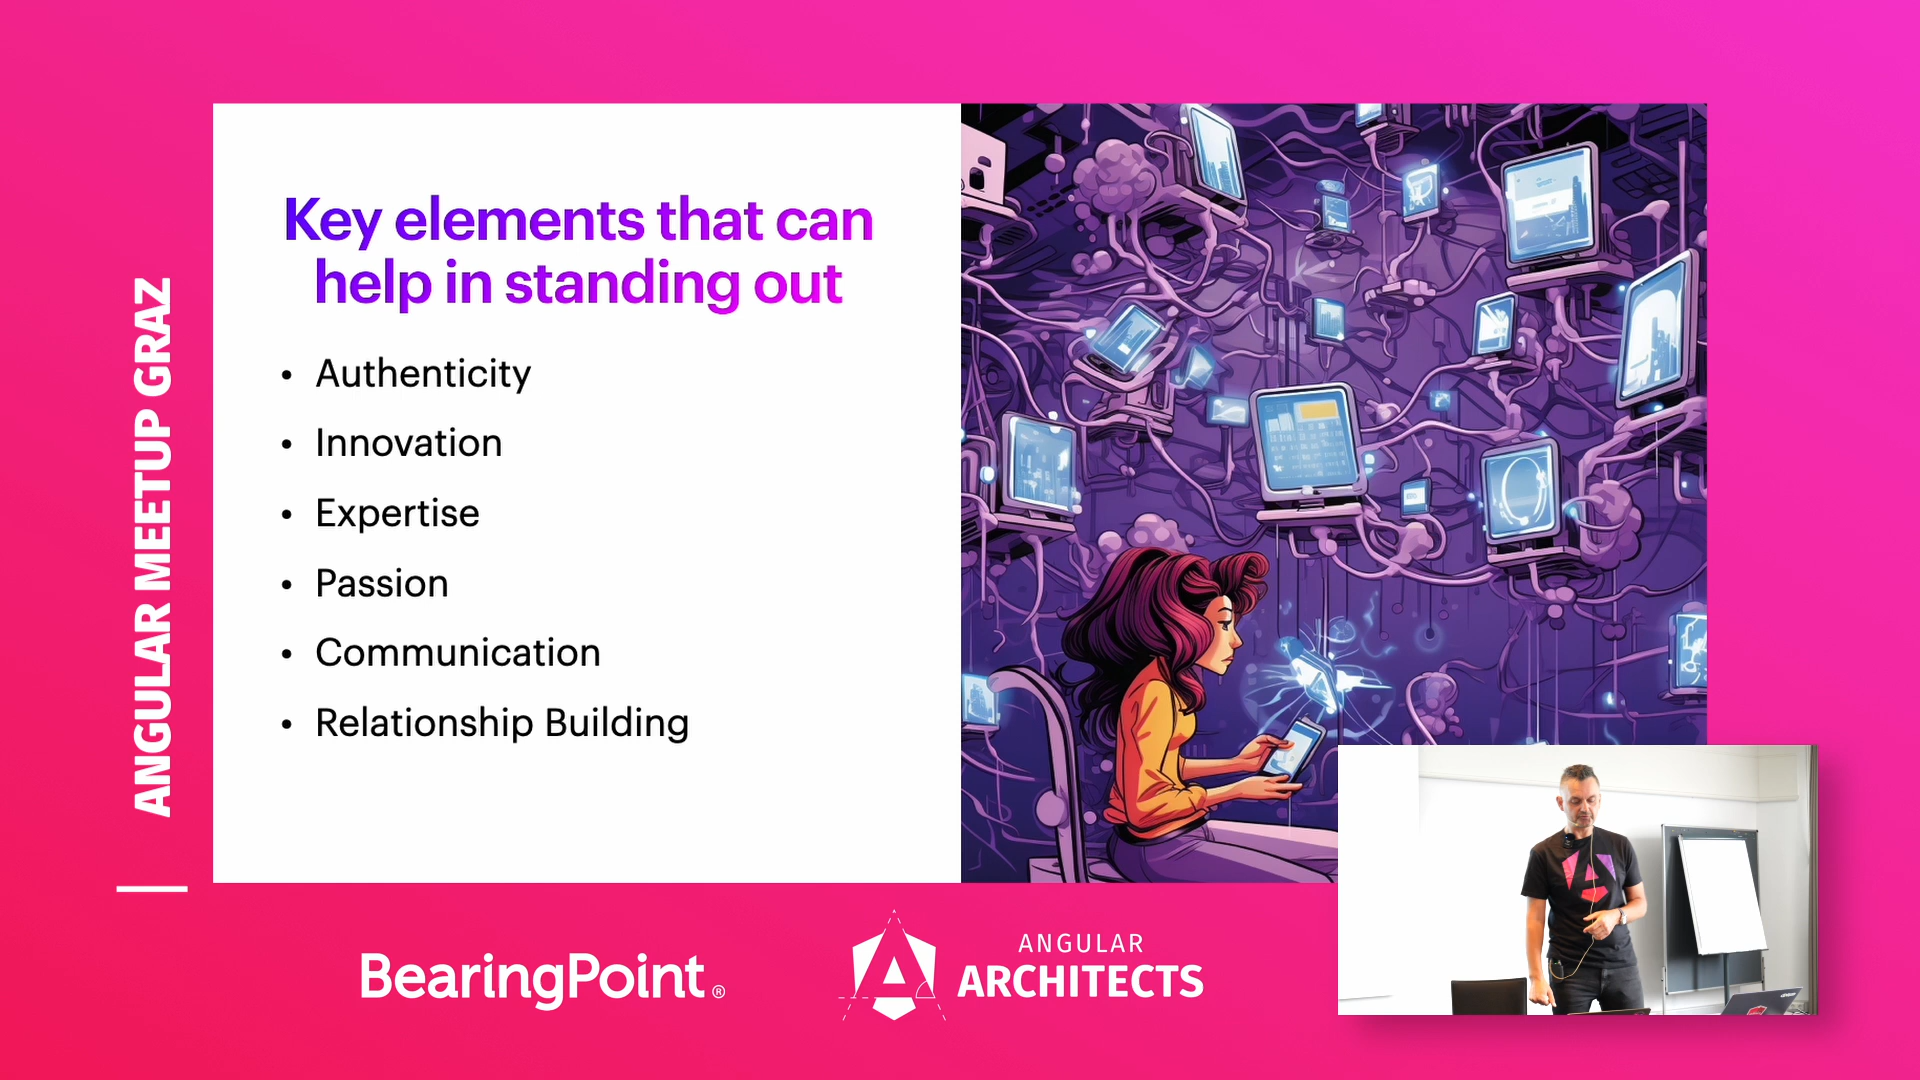 ANGULAR MEETUP GRAZ
Key elements that can
help in standing out
• Authenticity
• Innovation
• Expertise
• Passion
• Communication
• Relationship Building
BearingPoint®
ANGULAR
ARCHITECTS